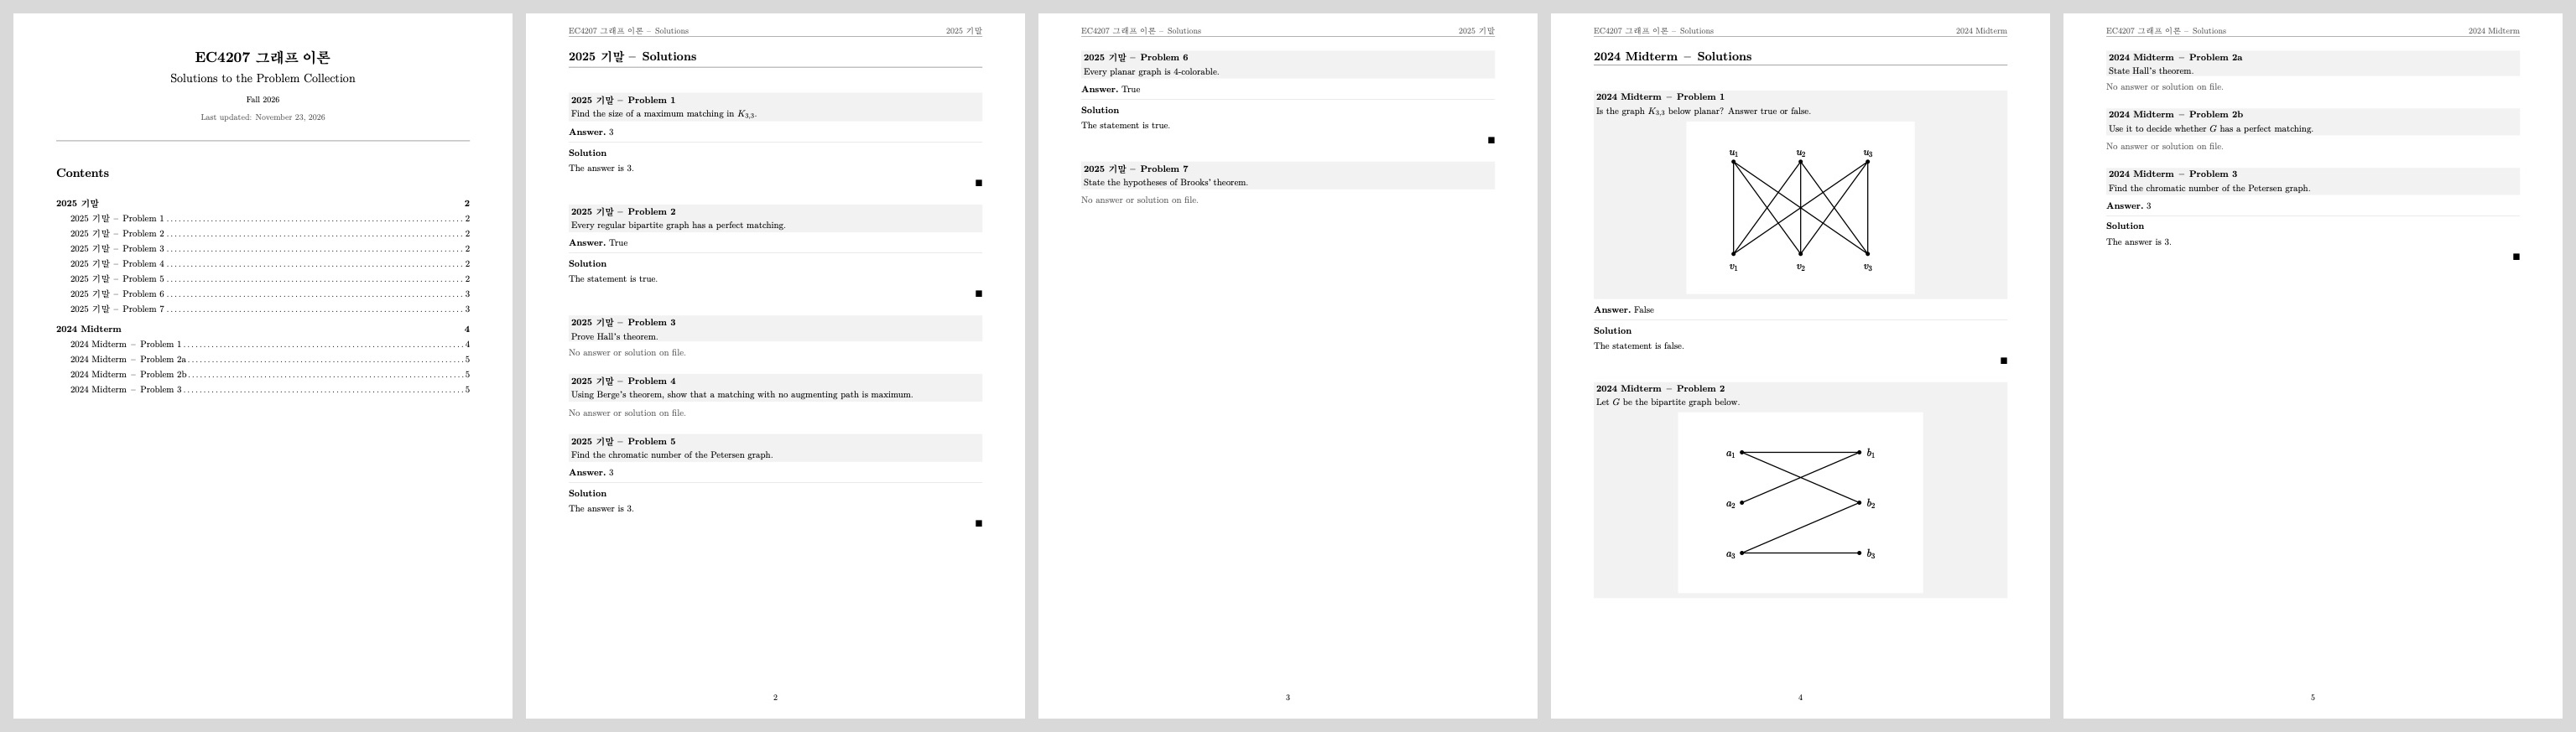 EC4207 그래프 이론
Solutions to the Problem Collection
Fall 2026
Last updated: November 23, 2026
Contents
2025 기말 2
2025 기말 – Problem 1 2
2025 기말 – Problem 2 2
2025 기말 – Problem 3 2
2025 기말 – Problem 4 2
2025 기말 – Problem 5 2
2025 기말 – Problem 6 3
2025 기말 – Problem 7 3
2024 Midterm 4
2024 Midterm – Problem 1 4
2024 Midterm – Problem 2a 5
2024 Midterm – Problem 2b 5
2024 Midterm – Problem 3 5
EC4207 그래프 이론 – Solutions 2025 기말
2025 기말 – Solutions
2025 기말 – Problem 1
Find the size of a maximum matching in K3,3.
Answer. 3
Solution
The answer is 3.
■
2025 기말 – Problem 2
Every regular bipartite graph has a perfect matching.
Answer. True
Solution
The statement is true.
■
2025 기말 – Problem 3
Prove Hall's theorem.
No answer or solution on file.
2025 기말 – Problem 4
Using Berge's theorem, show that a matching with no augmenting path is maximum.
No answer or solution on file.
2025 기말 – Problem 5
Find the chromatic number of the Petersen graph.
Answer. 3
Solution
The answer is 3.
■
2
EC4207 그래프 이론 – Solutions 2025 기말
2025 기말 – Problem 6
Every planar graph is 4-colorable.
Answer. True
Solution
The statement is true.
■
2025 기말 – Problem 7
State the hypotheses of Brooks' theorem.
No answer or solution on file.
3
EC4207 그래프 이론 – Solutions 2024 Midterm
2024 Midterm – Solutions
2024 Midterm – Problem 1
Is the graph K3,3 below planar? Answer true or false.
u1 u2 u3
v1 v2 v3
Answer. False
Solution
The statement is false.
■
2024 Midterm – Problem 2
Let G be the bipartite graph below.
a1 b1
a2 b2
a3 b3
4
EC4207 그래프 이론 – Solutions 2024 Midterm
2024 Midterm – Problem 2a
State Hall's theorem.
No answer or solution on file.
2024 Midterm – Problem 2b
Use it to decide whether G has a perfect matching.
No answer or solution on file.
2024 Midterm – Problem 3
Find the chromatic number of the Petersen graph.
Answer. 3
Solution
The answer is 3.
■
5